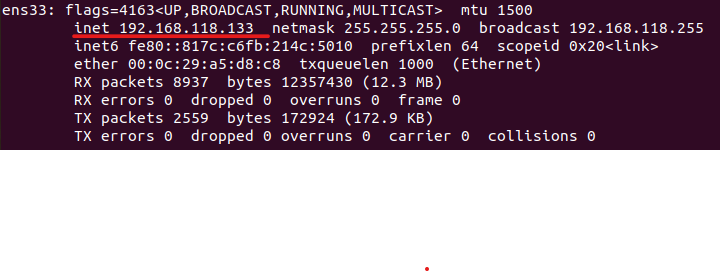 ens33: flags=4163<UP,BROADCAST,RUNNING,MULTICAST>  mtu 1500
inet 192.168.118.133  netmask 255.255.255.0  broadcast 192.168.118.255
inet6 fe80::817c:c6fb:214c:5010  prefixlen 64  scopeid 0x20<link>
ether 00:0c:29:a5:d8:c8  txqueuelen 1000  (Ethernet)
RX packets 8937  bytes 12357430 (12.3 MB)
RX errors 0  dropped 0  overruns 0  frame 0
TX packets 2559  bytes 172924 (172.9 KB)
TX errors 0  dropped 0 overruns 0  carrier 0  collisions 0